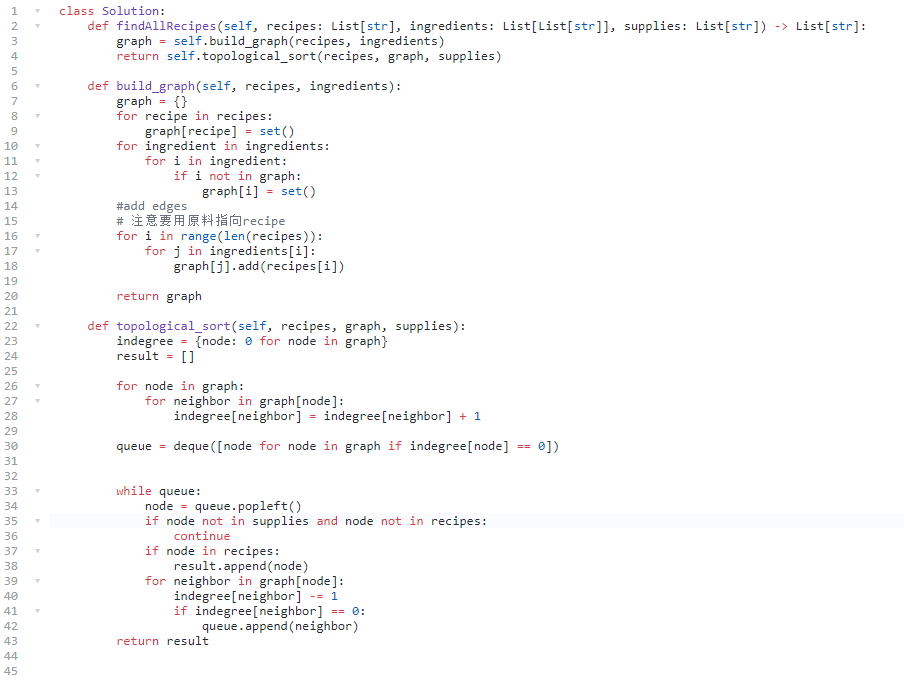 1 class Solution:
2     def findAllRecipes(self, recipes: List[str], ingredients: List[List[str]], supplies: List[str]) -> List[str]:
3         graph = self.build_graph(recipes, ingredients)
4         return self.topological_sort(recipes, graph, supplies)
5
6     def build_graph(self, recipes, ingredients):
7         graph = {}
8         for recipe in recipes:
9             graph[recipe] = set()
10         for ingredient in ingredients:
11             for i in ingredient:
12                 if i not in graph:
13                     graph[i] = set()
14         #add edges
15         # 注意要用原料指向recipe
16         for i in range(len(recipes)):
17             for j in ingredients[i]:
18                 graph[j].add(recipes[i])
19
20         return graph
21
22     def topological_sort(self, recipes, graph, supplies):
23         indegree = {node: 0 for node in graph}
24         result = []
25
26         for node in graph:
27             for neighbor in graph[node]:
28                 indegree[neighbor] = indegree[neighbor] + 1
29
30         queue = deque([node for node in graph if indegree[node] == 0])
31
32
33         while queue:
34             node = queue.popleft()
35             if node not in supplies and node not in recipes:
36                 continue
37             if node in recipes:
38                 result.append(node)
39             for neighbor in graph[node]:
40                 indegree[neighbor] -= 1
41                 if indegree[neighbor] == 0:
42                     queue.append(neighbor)
43         return result
44
45